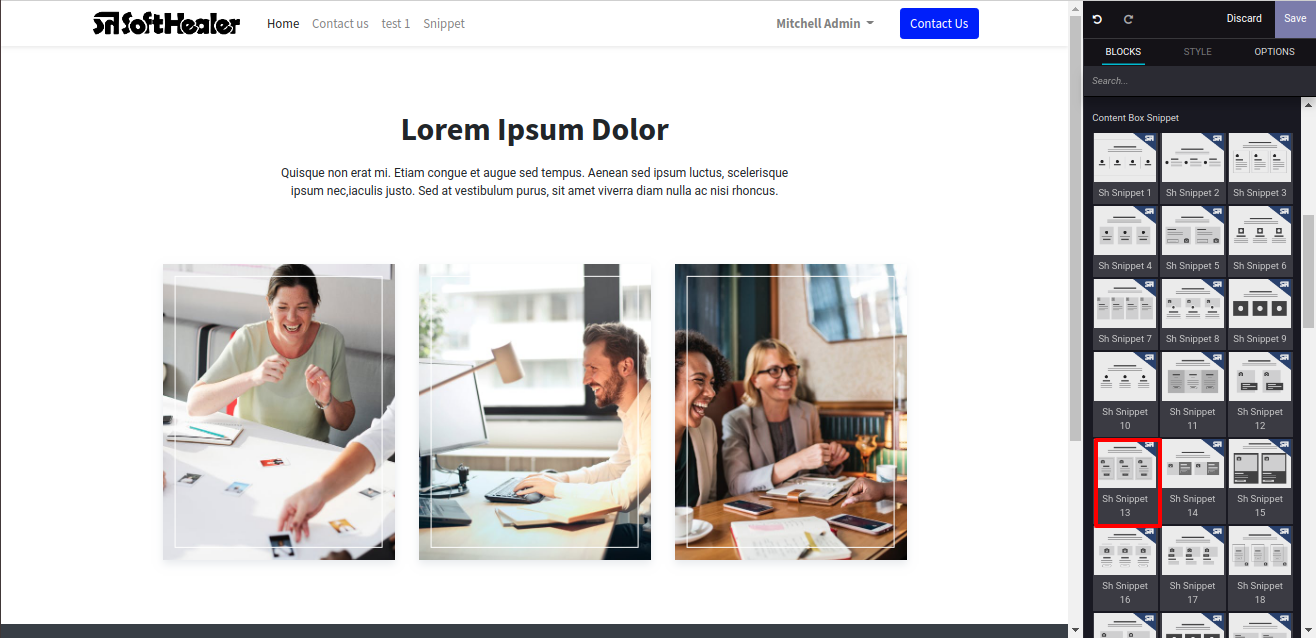 SoftHealer
Home Contact us test 1 Snippet
Mitchell Admin
Contact Us
Lorem Ipsum Dolor
Quisque non erat mi. Etiam congue et augue sed tempus. Aenean sed ipsum luctus, scelerisque
ipsum nec,iaculis justo. Sed at vestibulum purus, sit amet viverra diam nulla ac nisi rhoncus.
Discard Save
BLOCKS STYLE OPTIONS
Search...
Content Box Snippet
Sh Snippet 1 Sh Snippet 2 Sh Snippet 3
Sh Snippet 4 Sh Snippet 5 Sh Snippet 6
Sh Snippet 7 Sh Snippet 8 Sh Snippet 9
Sh Snippet Sh Snippet Sh Snippet
10 11 12
Sh Snippet Sh Snippet Sh Snippet
13 14 15
Sh Snippet Sh Snippet Sh Snippet
16 17 18